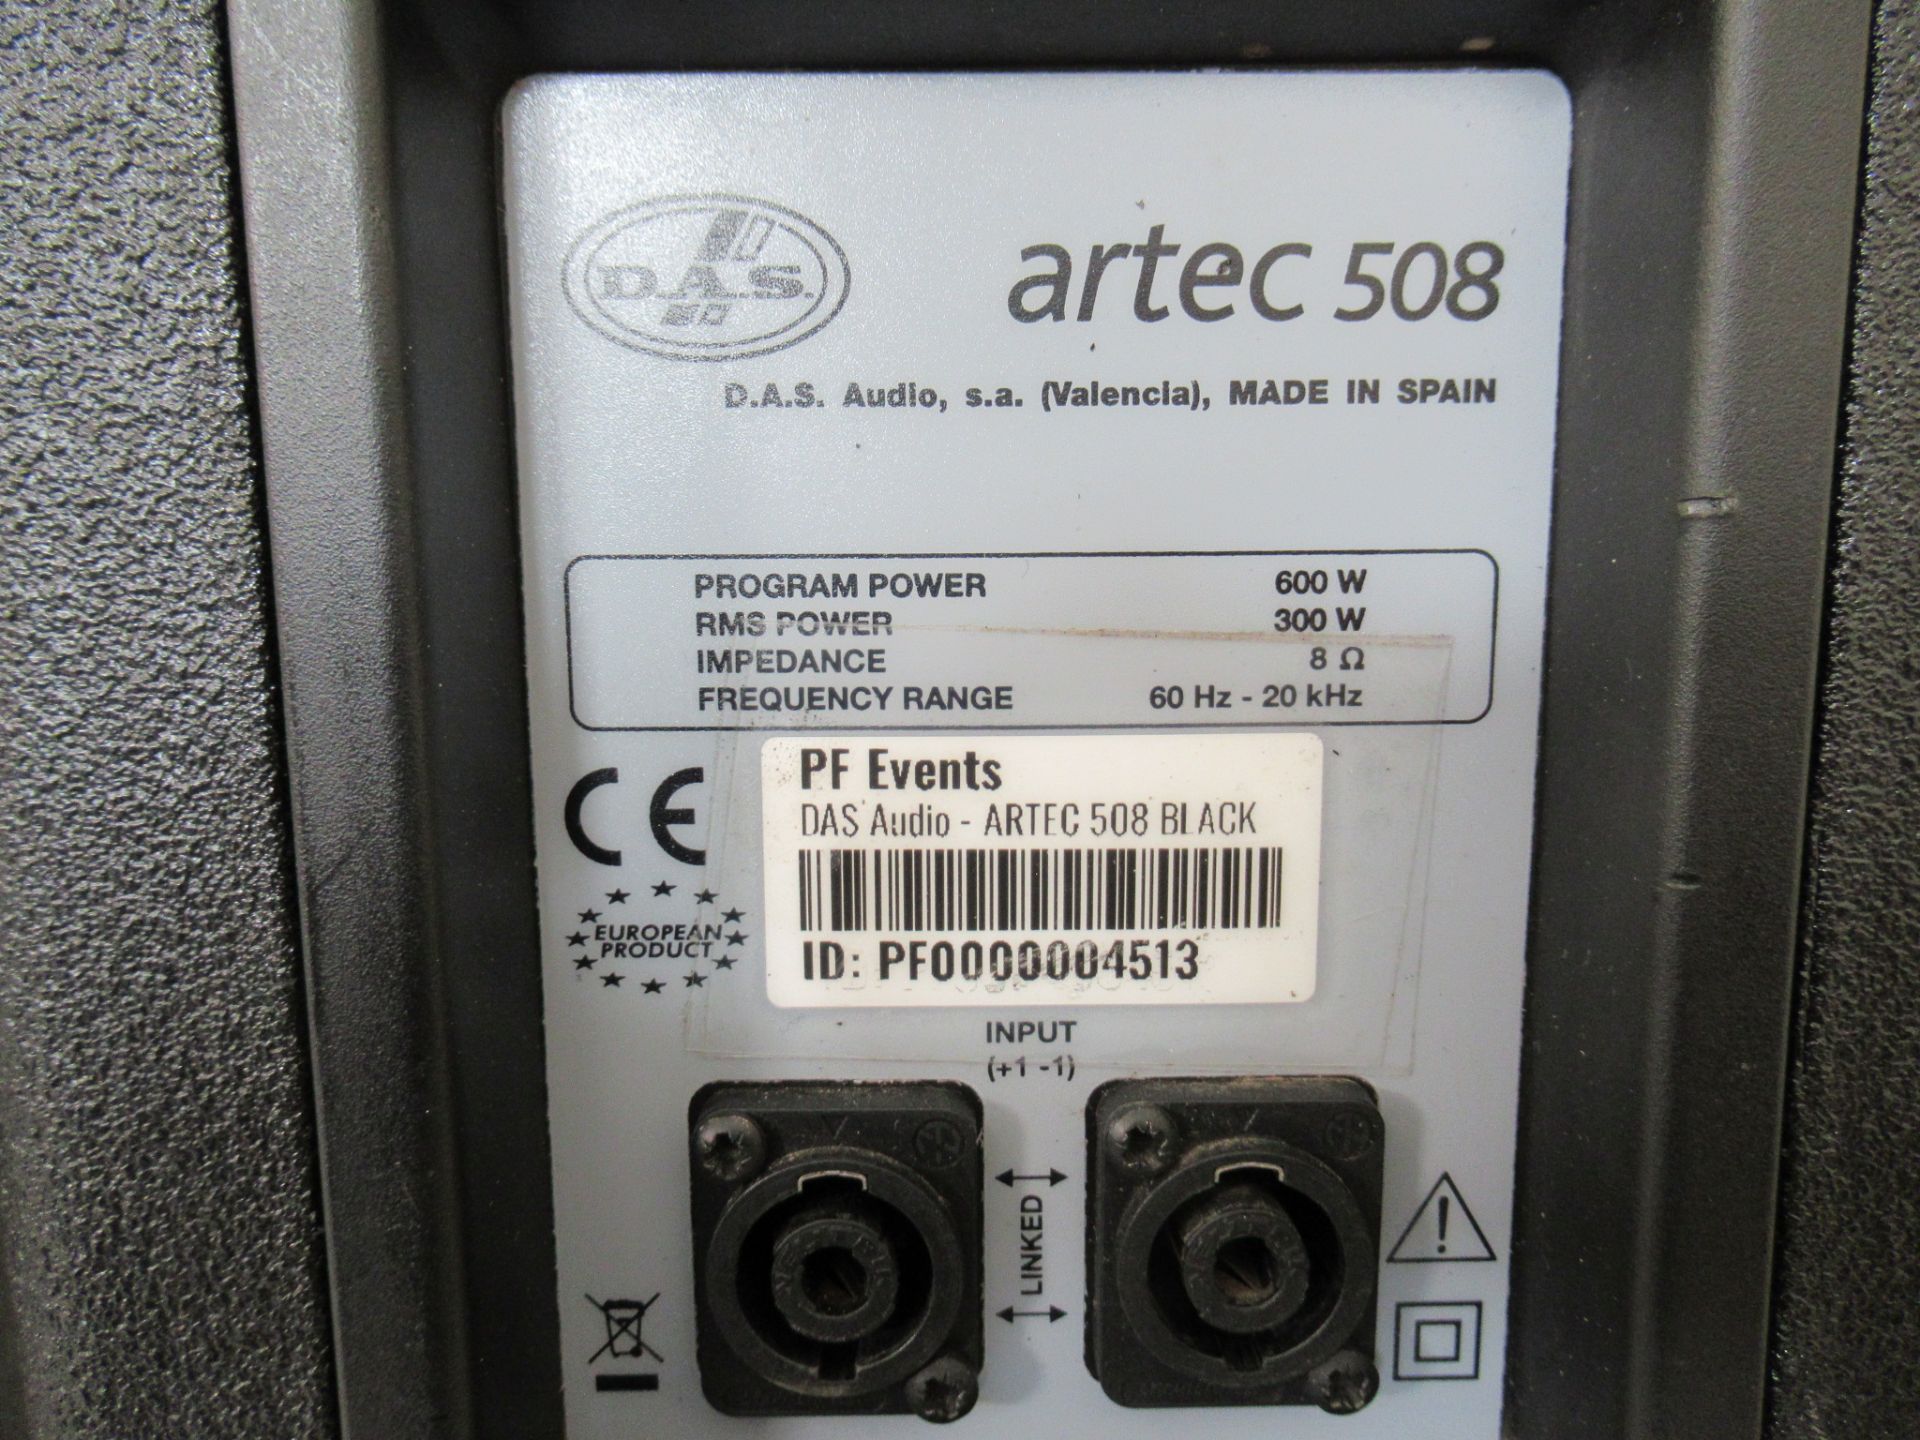 D.A.S.
artec 508
D.A.S. Audio, s.a. (Valencia), MADE IN SPAIN
PROGRAM POWER 600 W
RMS POWER 300 W
IMPEDANCE 8 Ω
FREQUENCY RANGE 60 Hz - 20 kHz
CE
EUROPEAN
PRODUCT
PF Events
DAS Audio - ARTEC 508 BLACK
ID: PF0000004513
INPUT
(+1 -1)
LINKED